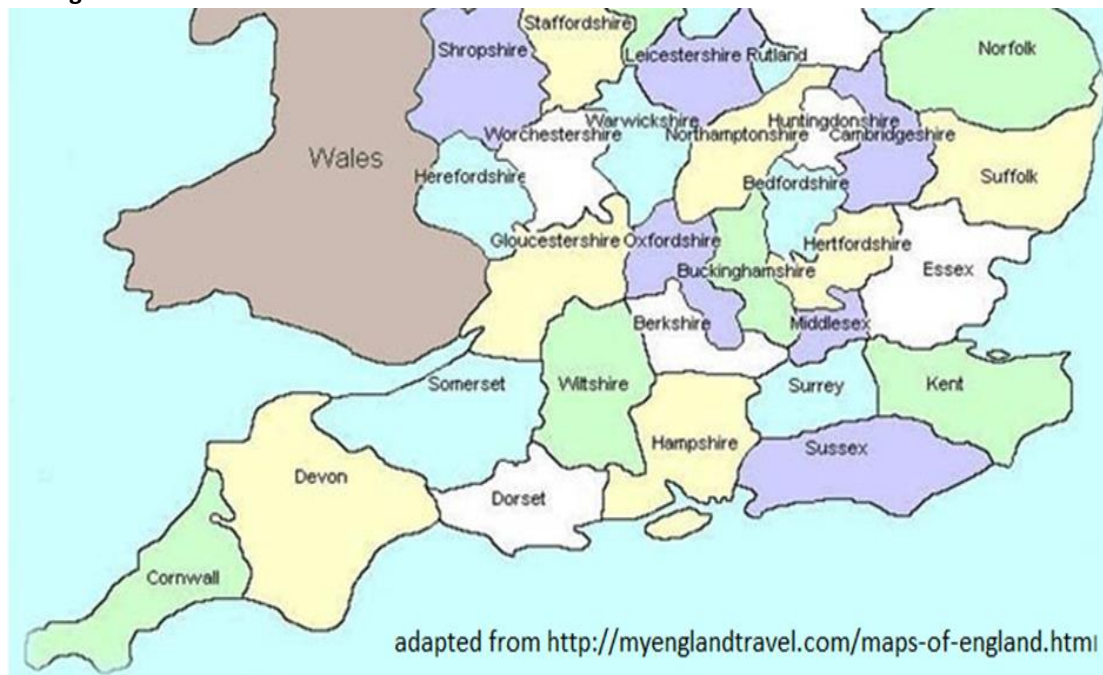 Staffordshire
Shropshire
Leicestershire
Rutland
Norfolk
Warwickshire
Huntingdonshire
Worchestershire
Northamptonshire
Cambridgeshire
Wales
Herefordshire
Bedfordshire
Suffolk
Gloucestershire
Oxfordshire
Hertfordshire
Buckinghamshire
Essex
Berkshire
Middlesex
Somerset
Wiltshire
Surrey
Kent
Hampshire
Sussex
Devon
Dorset
Cornwall
adapted from http://myenglandtravel.com/maps-of-england.html